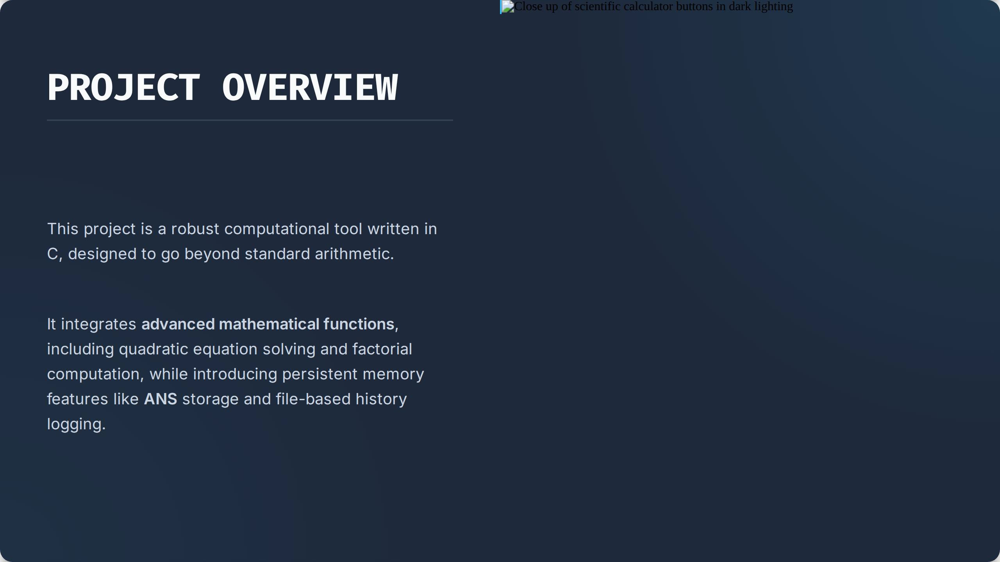 Close up of scientific calculator buttons in dark lighting
PROJECT OVERVIEW
This project is a robust computational tool written in
C, designed to go beyond standard arithmetic.
It integrates advanced mathematical functions,
including quadratic equation solving and factorial
computation, while introducing persistent memory
features like ANS storage and file-based history
logging.